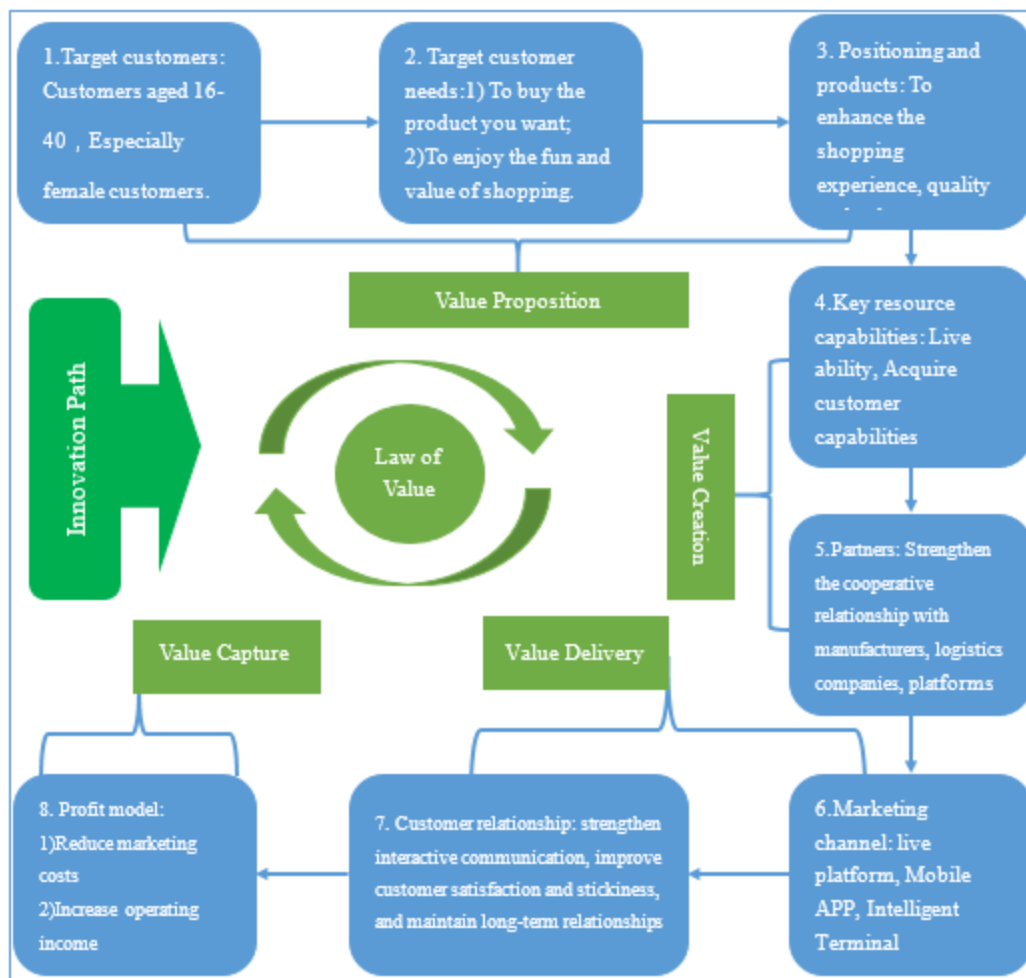 1.Target customers:
Customers aged 16-
40 , Especially
female customers.
2. Target customer
needs:1) To buy the
product you want;
2)To enjoy the fun and
value of shopping.
3. Positioning and
products: To
enhance the
shopping
experience, quality
Value Proposition
Innovation Path
Law of
Value
Value Creation
4.Key resource
capabilities: Live
ability, Acquire
customer
capabilities
5.Partners: Strengthen
the cooperative
relationship with
manufacturers, logistics
companies, platforms
Value Capture
Value Delivery
8. Profit model:
1)Reduce marketing
costs
2)Increase operating
income
7. Customer relationship: strengthen
interactive communication, improve
customer satisfaction and stickiness,
and maintain long-term relationships
6.Marketing
channel: live
platform, Mobile
APP, Intelligent
Terminal